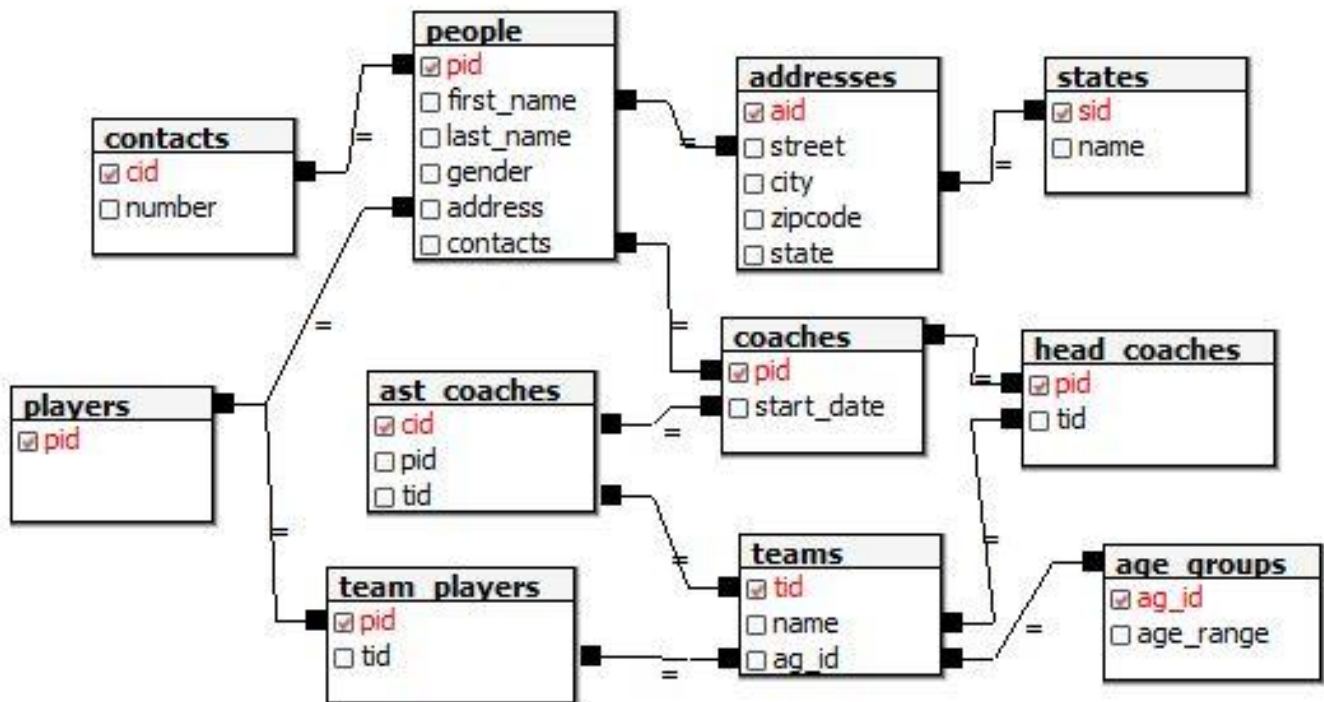 people
pid
first_name
last_name
gender
address
contacts
addresses
aid
street
city
zipcode
state
states
sid
name
contacts
cid
number
=
=
=
=
=
coaches
pid
start_date
head_coaches
pid
tid
=
ast_coaches
cid
pid
tid
=
players
pid
=
=
=
teams
tid
name
ag_id
age_groups
ag_id
age_range
=
team_players
pid
tid
=